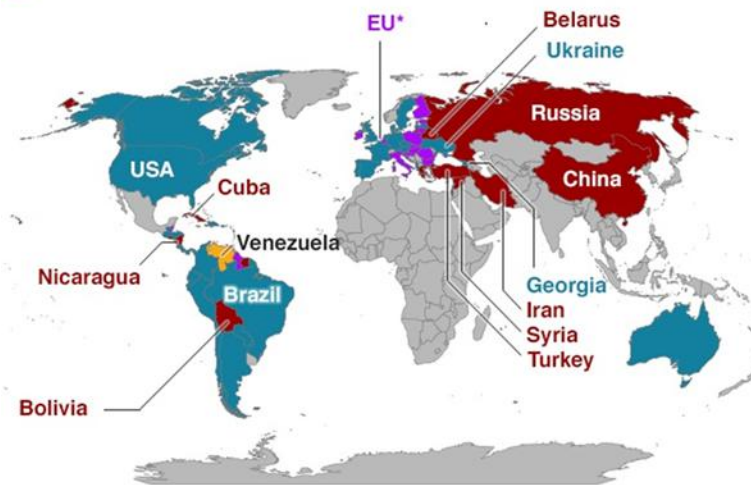 EU*
Belarus
Ukraine
Russia
USA
China
Cuba
Venezuela
Nicaragua
Brazil
Georgia
Iran
Syria
Turkey
Bolivia